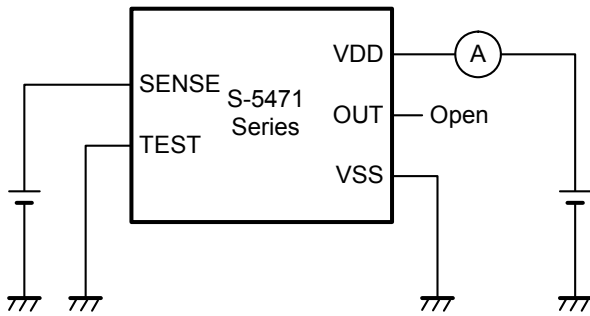 VDD
A
SENSE
S-5471
Series
OUT
Open
TEST
VSS